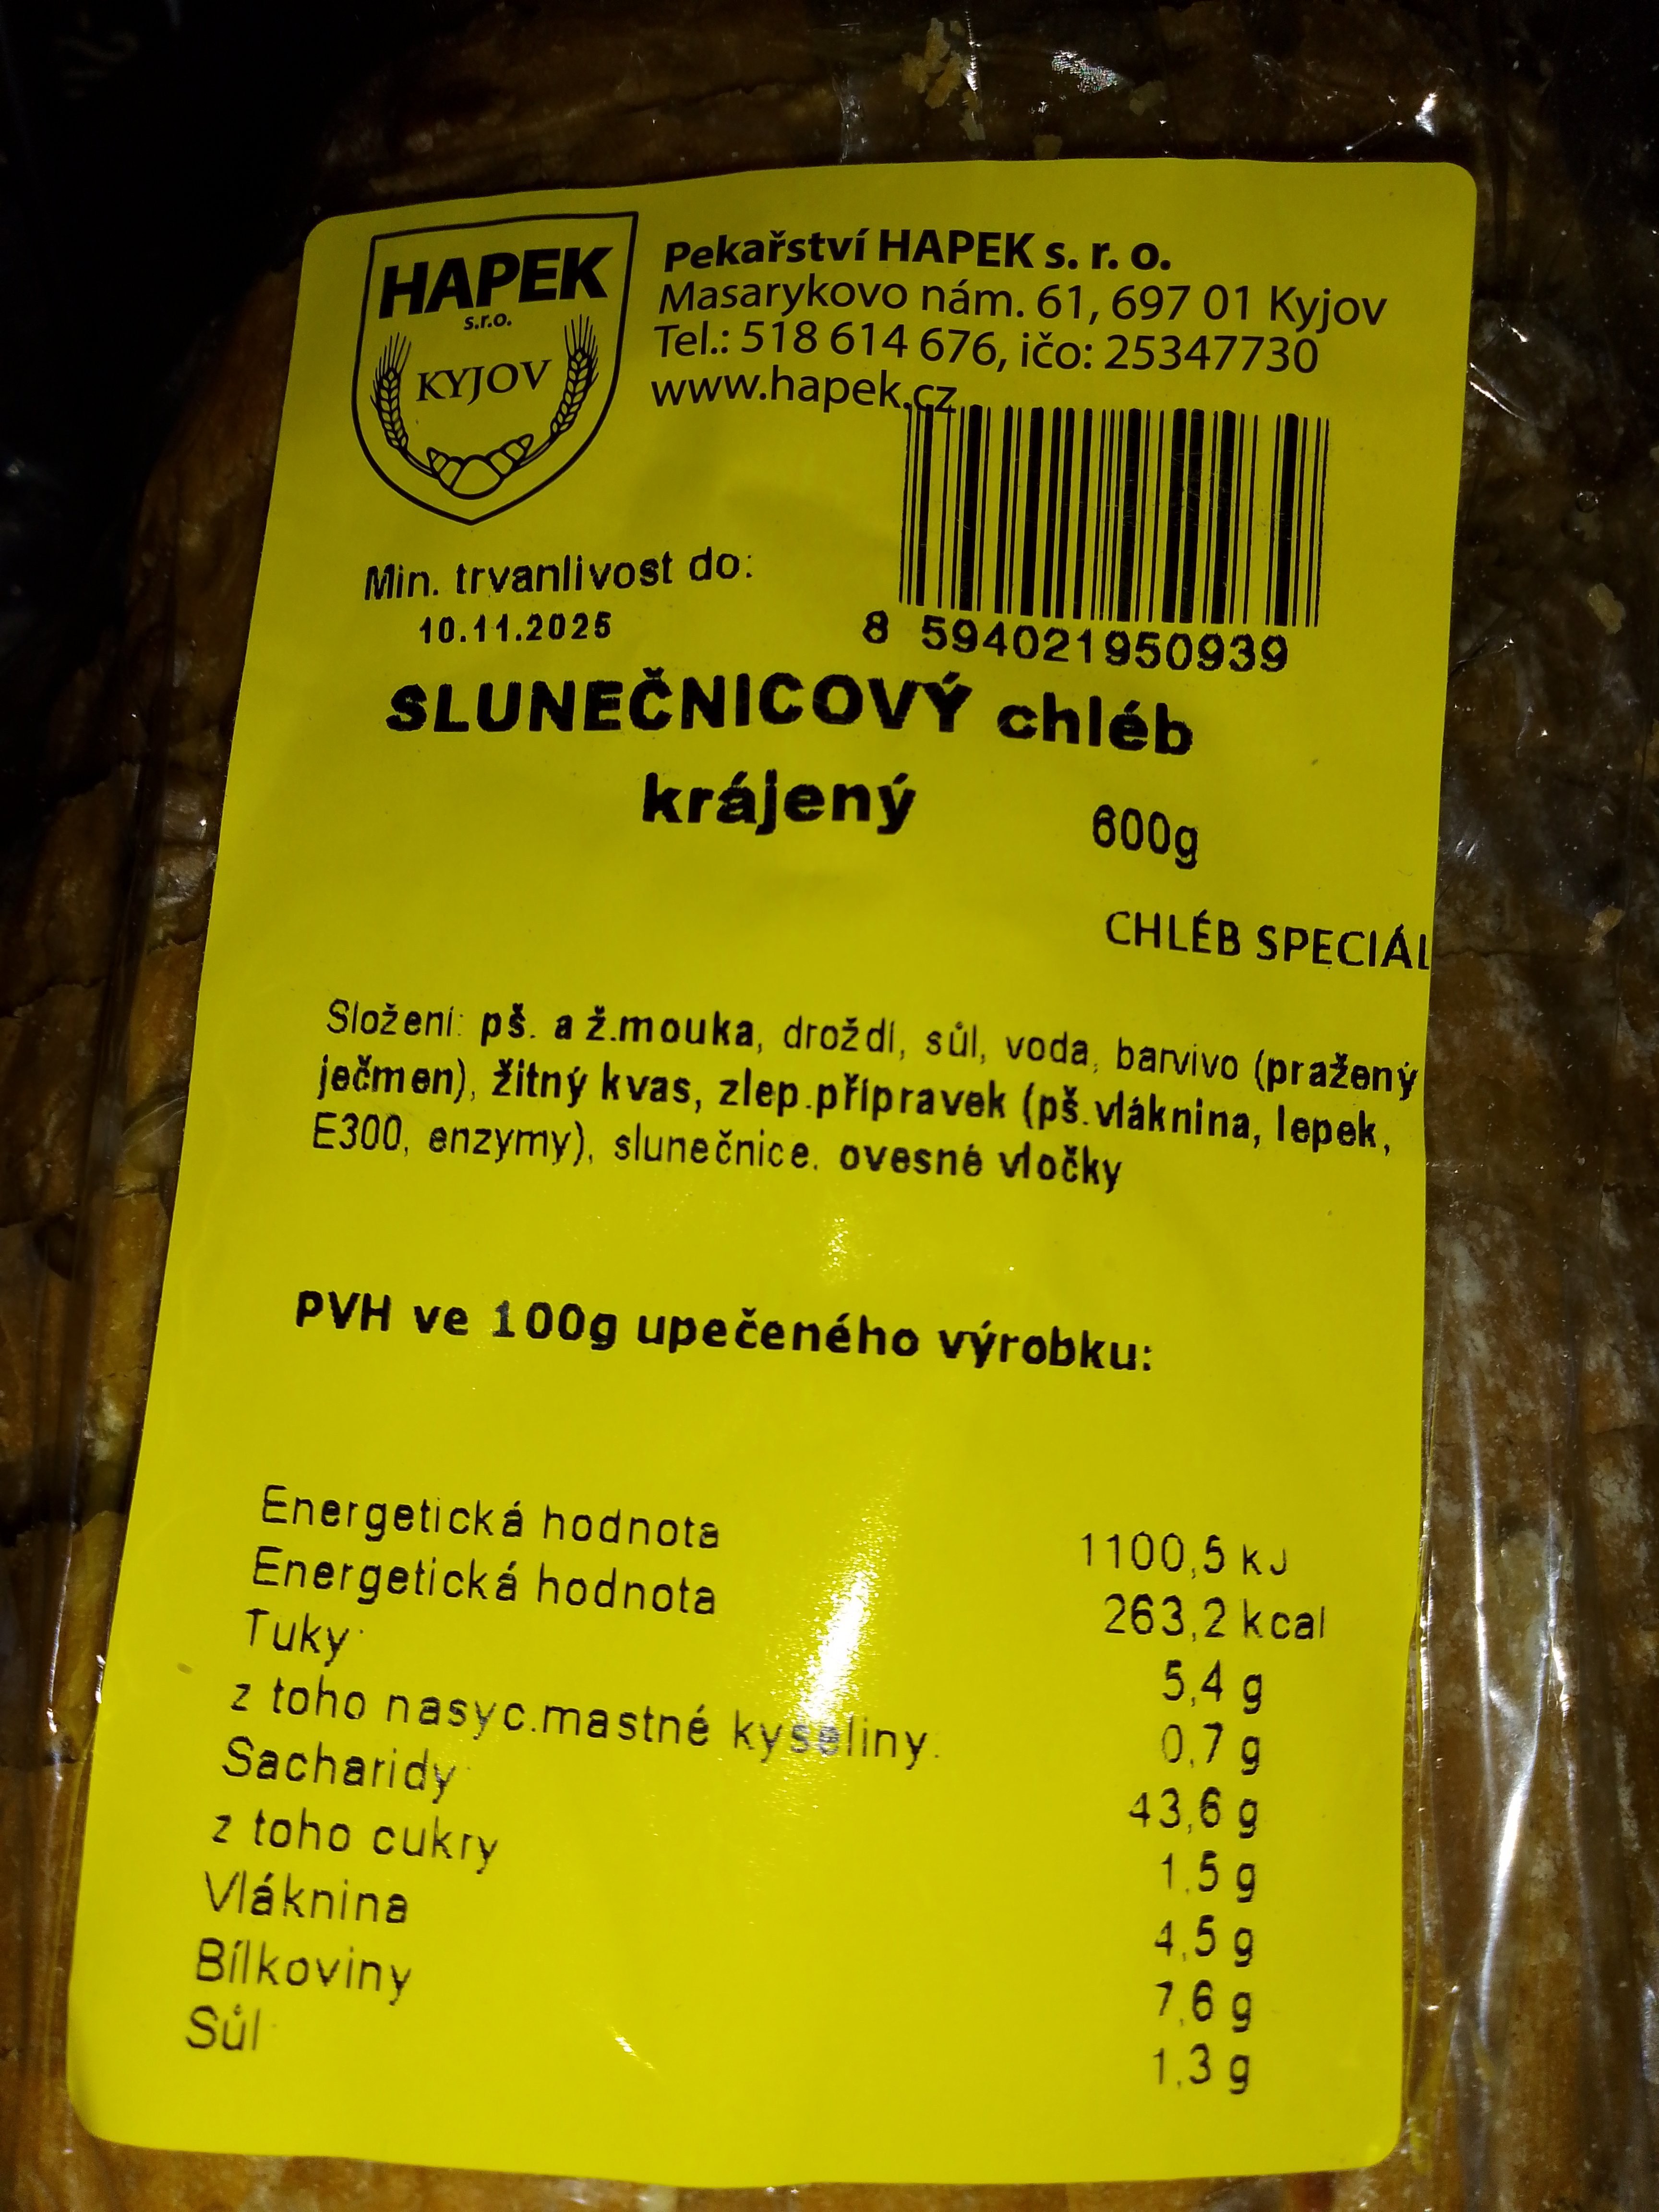 HAPEK
s.r.o.
KYJOV
Pekařství HAPEK s. r. o.
Masarykovo nám. 61, 697 01 Kyjov
Tel.: 518 614 676, ičo: 25347730
www.hapek.cz
Min. trvanlivost do:
10.11.2025
8 594021950939
SLUNEČNICOVÝ chléb
krájený
600g
CHLÉB SPECIÁL
Složení: pš. a ž.mouka, droždí, sůl, voda, barvivo (pražený
ječmen), žitný kvas, zlep.přípravek (pš.vláknina, lepek,
E300, enzymy), slunečnice, ovesné vločky
PVH ve 100g upečeného výrobku:
Energetická hodnota 1100,5 kJ
Energetická hodnota 263,2 kcal
Tuky 5,4 g
z toho nasyc.mastné kyseliny. 0,7 g
Sacharidy 43,6 g
z toho cukry 1,5 g
Vláknina 4,5 g
Bílkoviny 7,6 g
Sůl 1,3 g